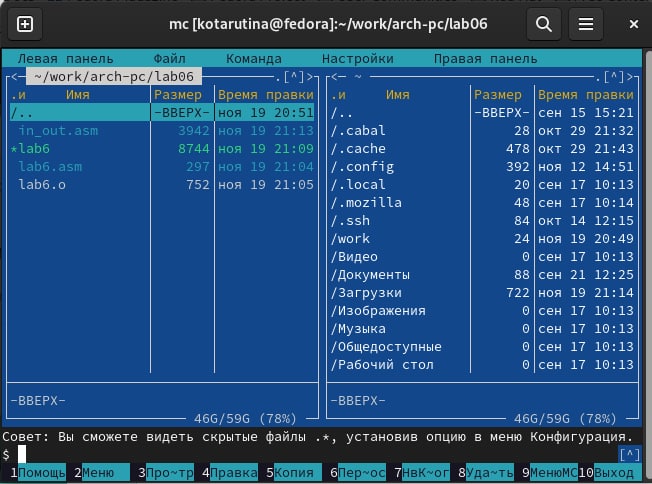 mc [kotarutina@fedora]:~/work/arch-pc/lab06
Левая панель Файл Команда Настройки Правая панель
<─ ~/work/arch-pc/lab06 .[^]>
.и Имя Размер Время правки
/.. -ВВЕРХ- ноя 19 20:51
in_out.asm 3942 ноя 19 21:13
*lab6 8744 ноя 19 21:09
lab6.asm 297 ноя 19 21:04
lab6.o 752 ноя 19 21:05
-ВВЕРХ-
46G/59G (78%)
<─ ~ .[^]>
.и Имя Размер Время правки
/.. -ВВЕРХ- сен 15 15:21
/.cabal 28 окт 29 21:32
/.cache 478 окт 29 21:43
/.config 392 ноя 12 14:51
/.local 20 сен 17 10:13
/.mozilla 48 сен 17 10:14
/.ssh 84 окт 14 12:15
/work 24 ноя 19 20:49
/Видео 0 сен 17 10:13
/Документы 88 сен 21 12:25
/Загрузки 722 ноя 19 21:14
/Изображения 0 сен 17 10:13
/Музыка 0 сен 17 10:13
/Общедоступные 0 сен 17 10:13
/Рабочий стол 0 сен 17 10:13
-ВВЕРХ-
46G/59G (78%)
Совет: Вы сможете видеть скрытые файлы .*, установив опцию в меню Конфигурация.
$ [^]
1Помощь 2Меню 3Про~тр 4Правка 5Копия 6Пер~ос 7НвК~ог 8Уда~ть 9МенюMC 10Выход